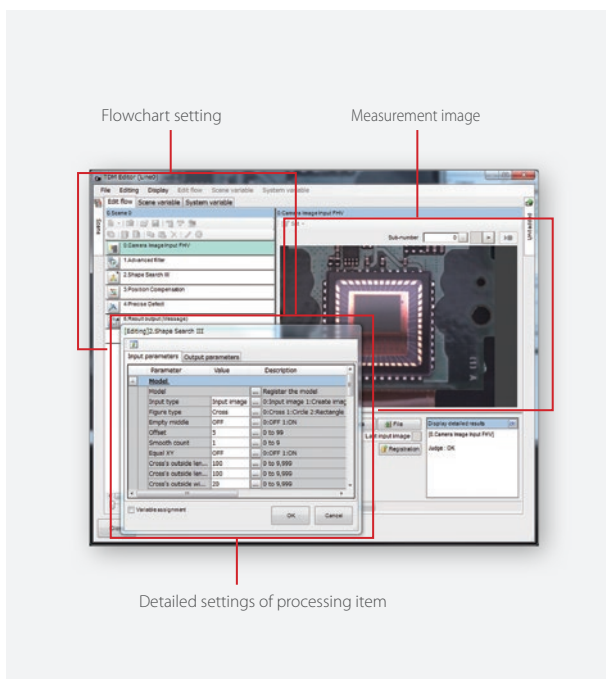 Flowchart setting
Measurement image
TDM Editor (Line0)
File Editing Display Edit flow Scene variable System variable
Edit flow Scene variable System variable
Scene
0.Scene 0
0.Camera Image Input FHV
Sub-number 0
0.Camera Image Input FHV
1.Advanced filter
2.Shape Search III
3.Position Compensation
4.Precise Defect
5.Result output(Message)
[Editing]2.Shape Search III
Input parameters Output parameters
Parameter Value Description
Model
Model ... Register the model
Input type Input image ... 0:Input image 1:Create imag
Figure type Cross ... 0:Cross 1:Circle 2:Rectangle
Empty middle OFF ... 0:OFF 1:ON
Offset 5 ... 0 to 99
Smooth count 1 ... 1 to 9
Equal XY OFF ... 0:OFF 1:ON
Cross's outside len... 100 ... 0 to 9,999
Cross's outside len... 100 ... 0 to 9,999
Cross's outside wi... 20 ... 0 to 9,999
Variable assignment
OK Cancel
File
Last input image
Registration
Display detailed results
[0.Camera Image Input FHV]
Judge : OK
Detailed settings of processing item